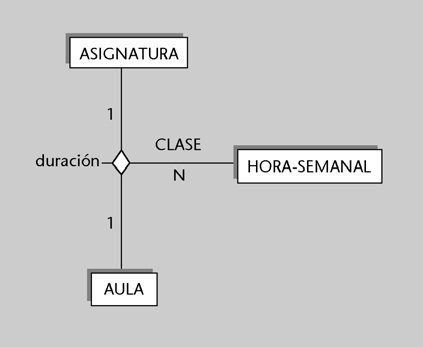 ASIGNATURA
1
CLASE
duración
N
HORA-SEMANAL
1
AULA